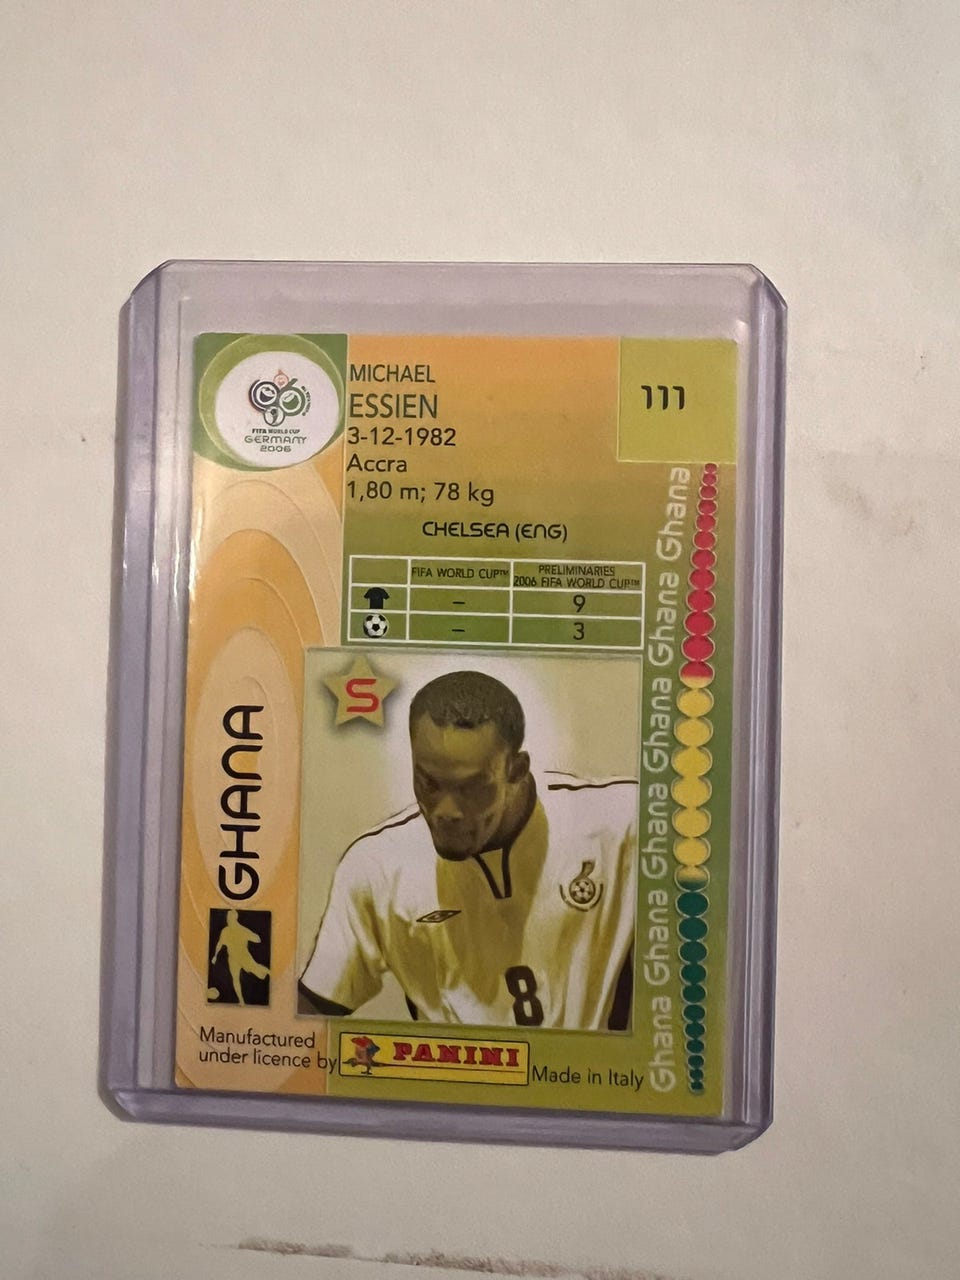 FIFA WORLD CUP
GERMANY
2006
MICHAEL
ESSIEN
3-12-1982
Accra
1,80 m; 78 kg
111
CHELSEA (ENG)
FIFA WORLD CUP™
PRELIMINARIES
2006 FIFA WORLD CUP™
– 9
– 3
S
GHANA
8
Ghana Ghana Ghana Ghana Ghana Ghana
Manufactured
under licence by
PANINI
Made in Italy